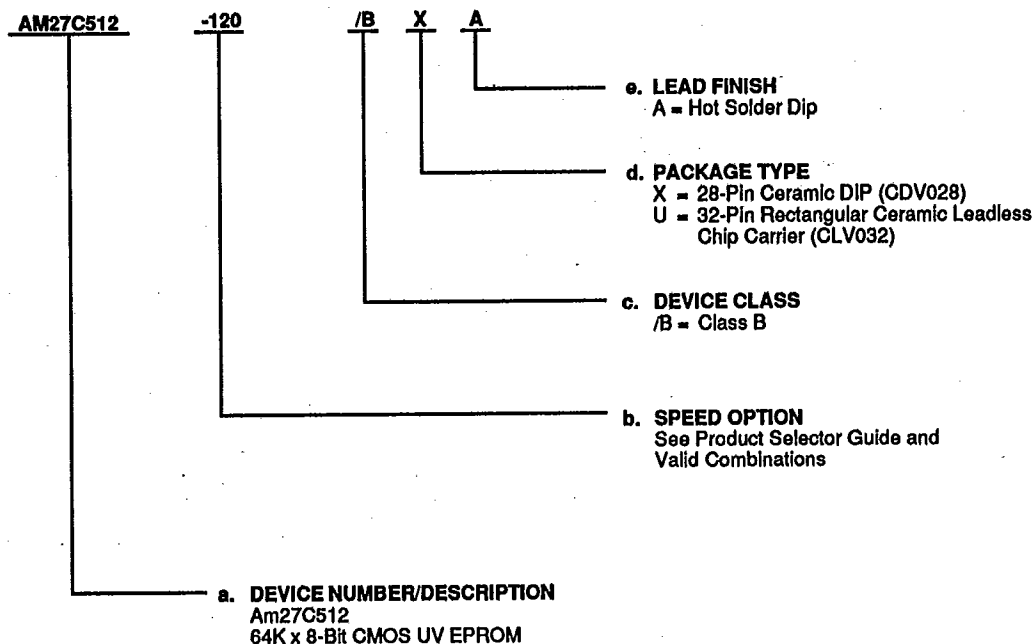 AM27C512 -120 /B X A
e. LEAD FINISH
A = Hot Solder Dip
d. PACKAGE TYPE
X = 28-Pin Ceramic DIP (CDV028)
U = 32-Pin Rectangular Ceramic Leadless
Chip Carrier (CLV032)
c. DEVICE CLASS
/B = Class B
b. SPEED OPTION
See Product Selector Guide and
Valid Combinations
a. DEVICE NUMBER/DESCRIPTION
Am27C512
64K x 8-Bit CMOS UV EPROM